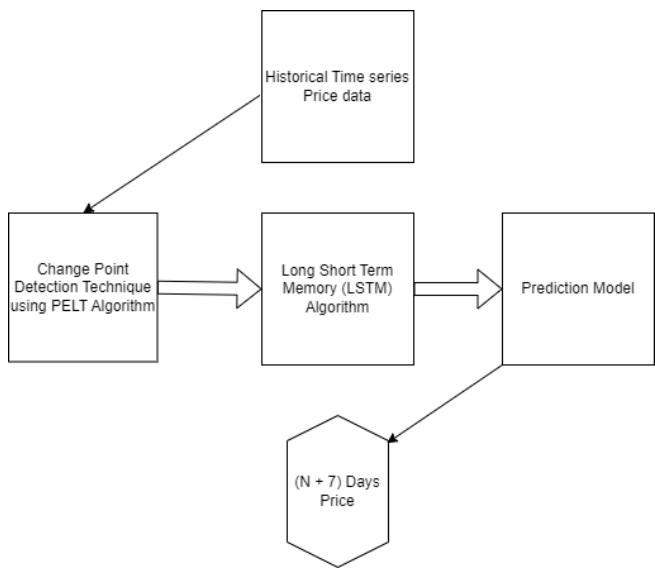 Historical Time series
Price data
Change Point
Detection Technique
using PELT Algorithm
Long Short Term
Memory (LSTM)
Algorithm
Prediction Model
(N + 7) Days
Price